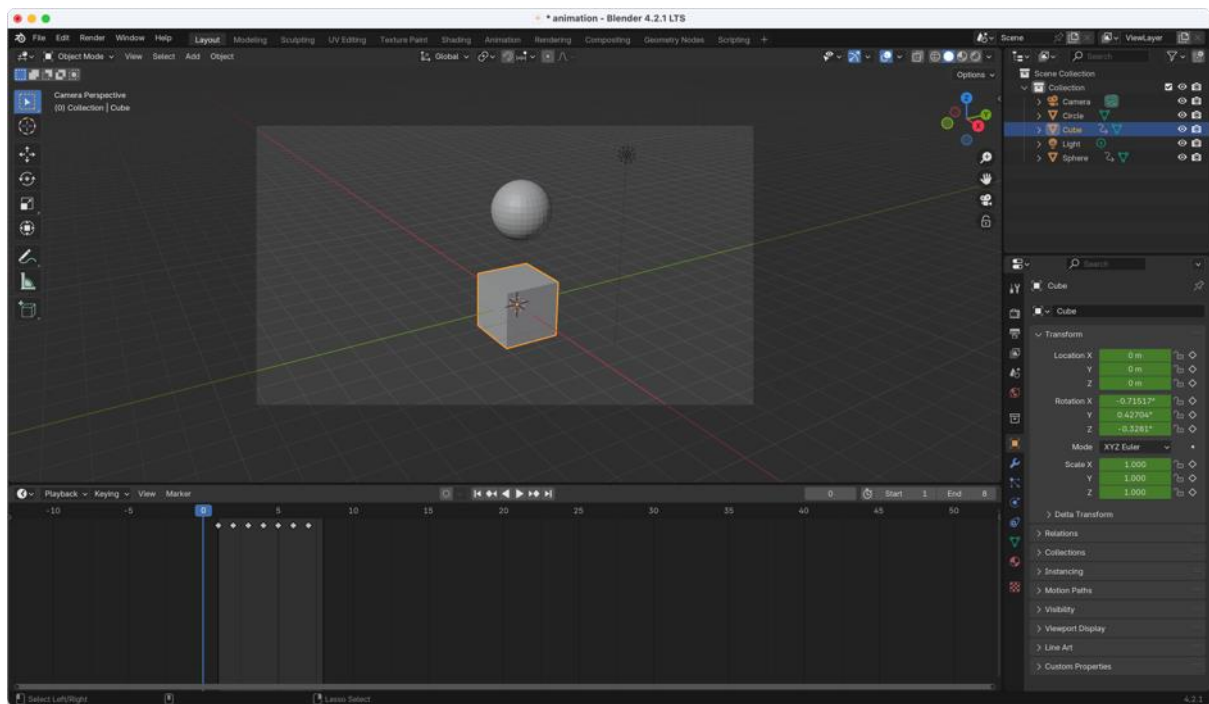 * animation - Blender 4.2.1 LTS
File Edit Render Window Help Layout Modeling Sculpting UV Editing Texture Paint Shading Animation Rendering Compositing Geometry Nodes Scripting + Scene ViewLayer
Object Mode View Select Add Object Global Search
Options
Camera Perspective
(0) Collection | Cube
Z
Y
X
Scene Collection
Collection
Camera
Circle
Cube
Light
Sphere
Search
Cube
Cube
Transform
Location X 0 m
Y 0 m
Z 0 m
Rotation X -0.71517°
Y 0.42704°
Z -0.3261°
Mode XYZ Euler
Scale X 1.000
Y 1.000
Z 1.000
Delta Transform
Relations
Collections
Instancing
Motion Paths
Visibility
Viewport Display
Line Art
Custom Properties
Playback Keying View Marker 0 Start 1 End 8
-10 -5 0 5 10 15 20 25 30 35 40 45 50
Select Left/Right Lasso Select 4.2.1